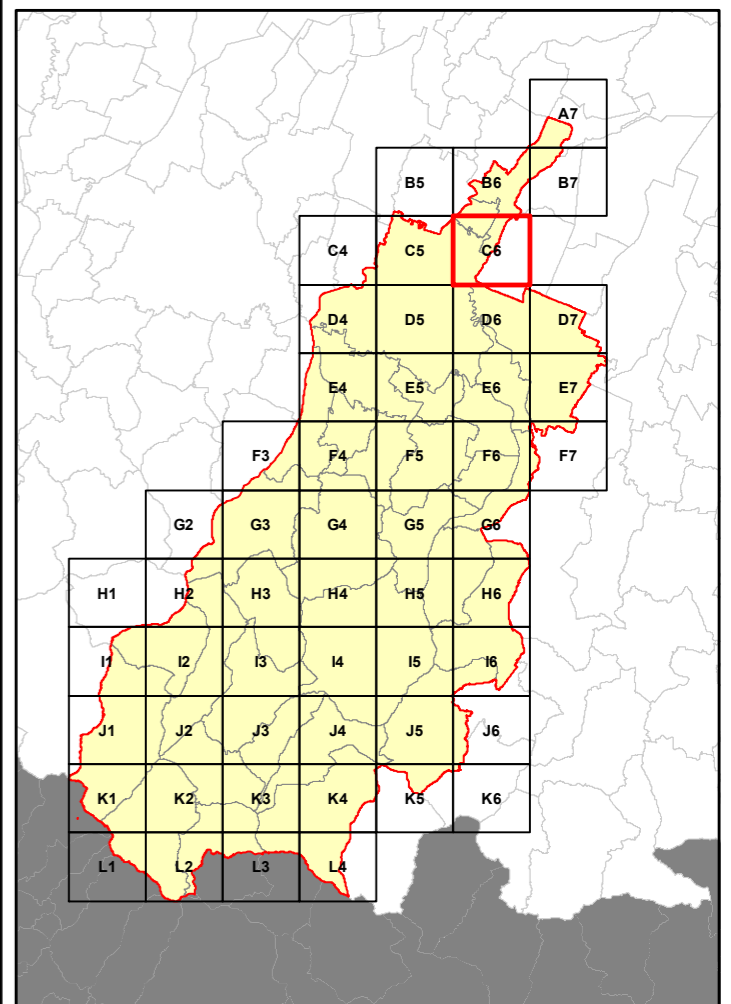 A7
B5 B6 B7
C4 C5 C6
D4 D5 D6 D7
E4 E5 E6 E7
F3 F4 F5 F6 F7
G2 G3 G4 G5 G6
H1 H2 H3 H4 H5 H6
I1 I2 I3 I4 I5 I6
J1 J2 J3 J4 J5 J6
K1 K2 K3 K4 K5 K6
L1 L2 L3 L4